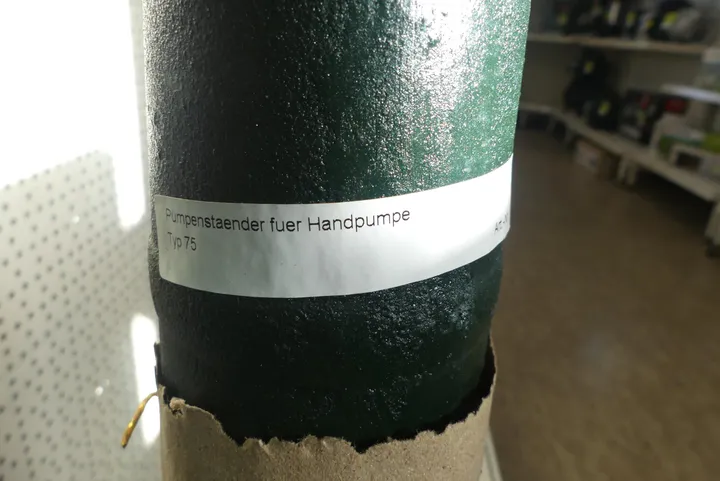 Pumpenstaender fuer Handpumpe
Typ 75